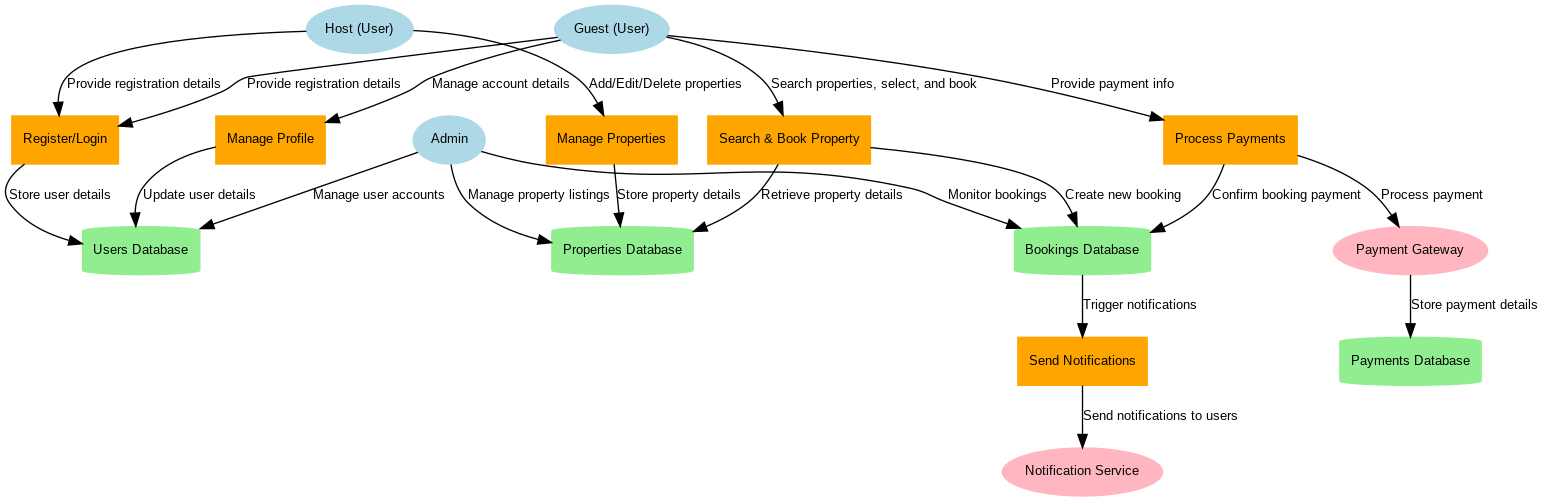 Host (User)
Guest (User)
Provide registration details
Provide registration details
Manage account details
Add/Edit/Delete properties
Search properties, select, and book
Provide payment info
Register/Login
Manage Profile
Admin
Manage Properties
Search & Book Property
Process Payments
Store user details
Update user details
Manage user accounts
Manage property listings
Store property details
Retrieve property details
Monitor bookings
Create new booking
Confirm booking payment
Process payment
Users Database
Properties Database
Bookings Database
Payment Gateway
Trigger notifications
Store payment details
Send Notifications
Payments Database
Send notifications to users
Notification Service